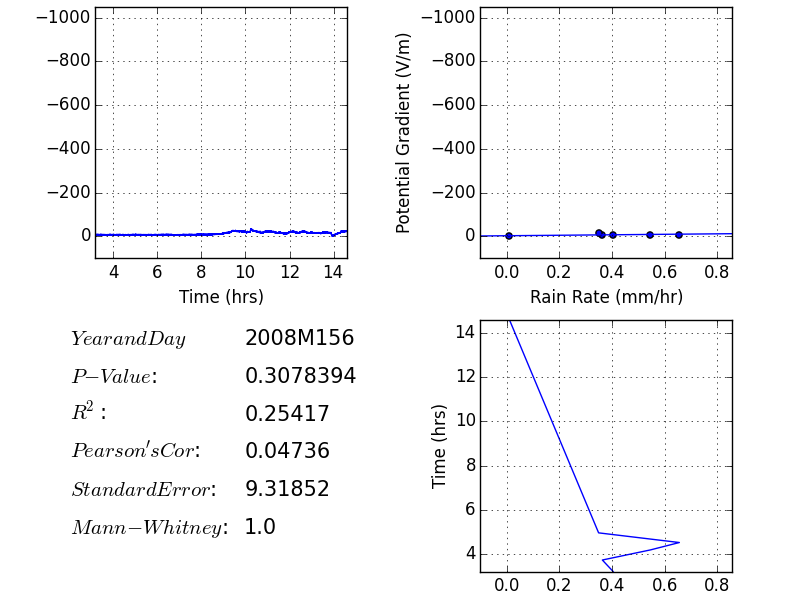 −1000
−800
−600
−400
−200
0
4 6 8 10 12 14
Time (hrs)
Potential Gradient (V/m)
−1000
−800
−600
−400
−200
0
0.0 0.2 0.4 0.6 0.8
Rain Rate (mm/hr)
YearandDay 2008M156
P−Value: 0.3078394
R²: 0.25417
Pearson'sCor: 0.04736
StandardError: 9.31852
Mann−Whitney: 1.0
Time (hrs)
14
12
10
8
6
4
0.0 0.2 0.4 0.6 0.8